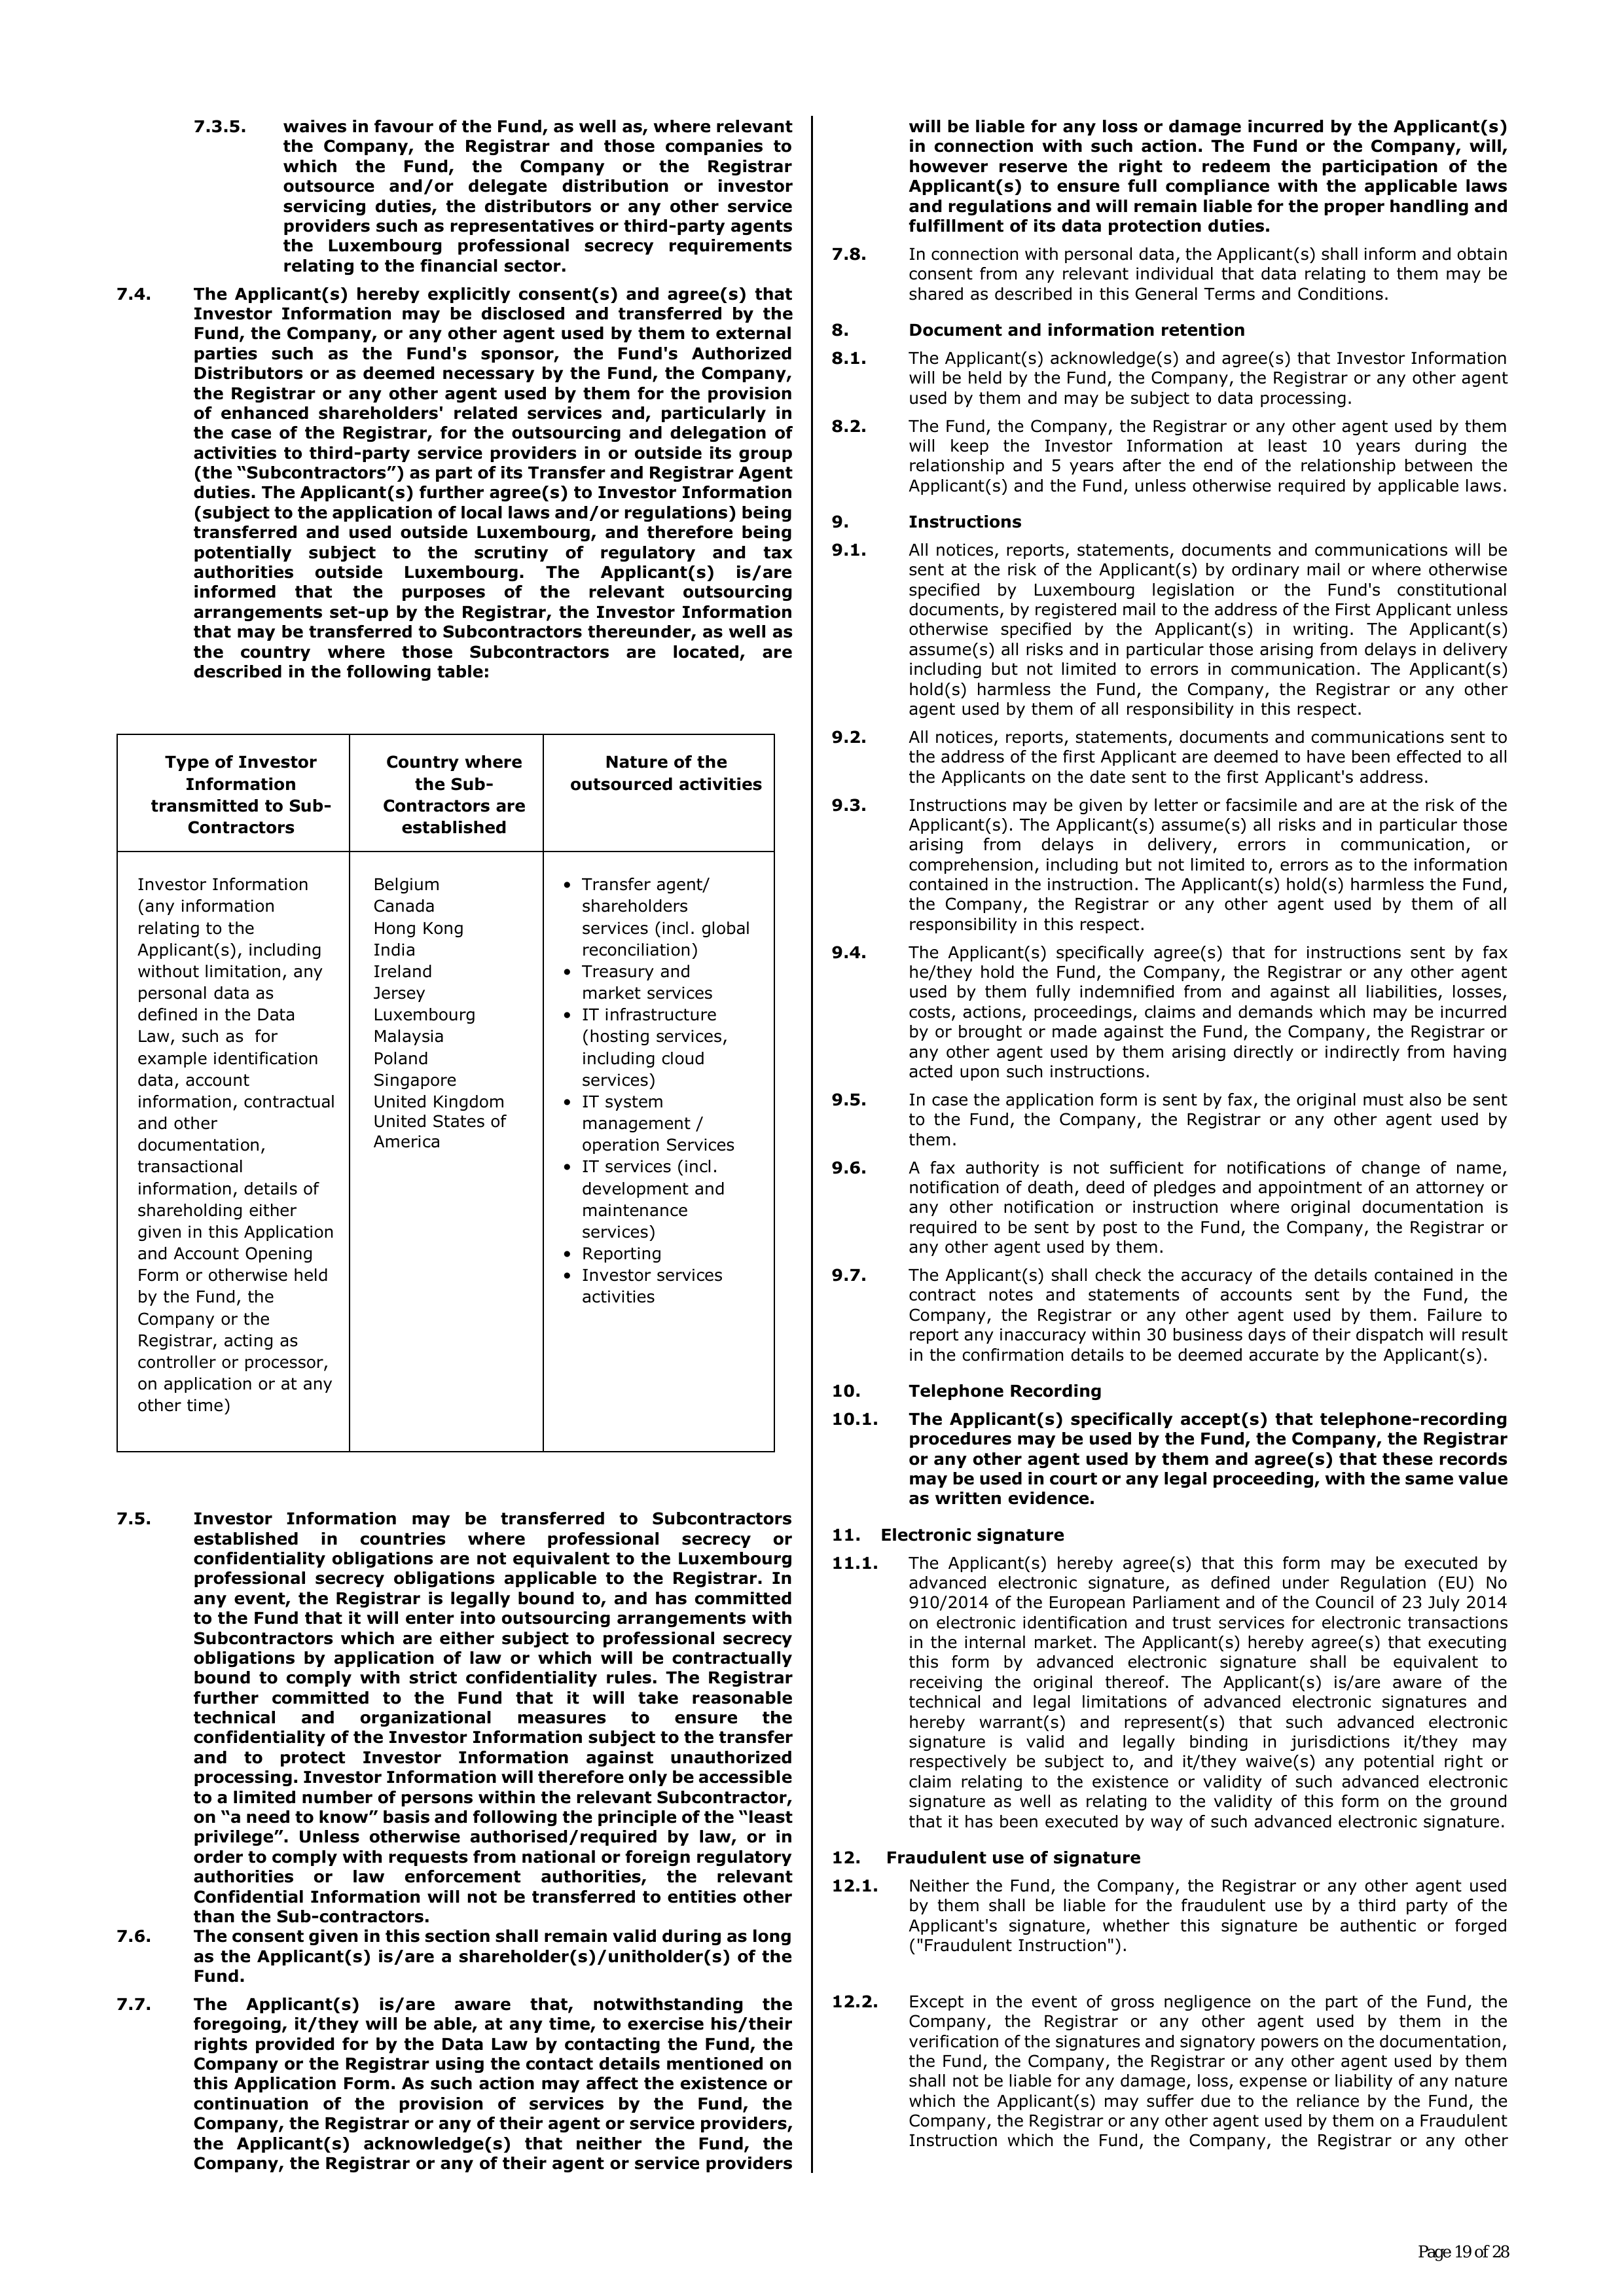 7.3.5. waives in favour of the Fund, as well as, where relevant
the Company, the Registrar and those companies to
which the Fund, the Company or the Registrar
outsource and/or delegate distribution or investor
servicing duties, the distributors or any other service
providers such as representatives or third-party agents
the Luxembourg professional secrecy requirements
relating to the financial sector.
7.4. The Applicant(s) hereby explicitly consent(s) and agree(s) that
Investor Information may be disclosed and transferred by the
Fund, the Company, or any other agent used by them to external
parties such as the Fund's sponsor, the Fund's Authorized
Distributors or as deemed necessary by the Fund, the Company,
the Registrar or any other agent used by them for the provision
of enhanced shareholders' related services and, particularly in
the case of the Registrar, for the outsourcing and delegation of
activities to third-party service providers in or outside its group
(the “Subcontractors”) as part of its Transfer and Registrar Agent
duties. The Applicant(s) further agree(s) to Investor Information
(subject to the application of local laws and/or regulations) being
transferred and used outside Luxembourg, and therefore being
potentially subject to the scrutiny of regulatory and tax
authorities outside Luxembourg. The Applicant(s) is/are
informed that the purposes of the relevant outsourcing
arrangements set-up by the Registrar, the Investor Information
that may be transferred to Subcontractors thereunder, as well as
the country where those Subcontractors are located, are
described in the following table:
Type of Investor
Information
transmitted to Sub-
Contractors
Country where
the Sub-
Contractors are
established
Nature of the
outsourced activities
Investor Information
(any information
relating to the
Applicant(s), including
without limitation, any
personal data as
defined in the Data
Law, such as for
example identification
data, account
information, contractual
and other
documentation,
transactional
information, details of
shareholding either
given in this Application
and Account Opening
Form or otherwise held
by the Fund, the
Company or the
Registrar, acting as
controller or processor,
on application or at any
other time)
Belgium
Canada
Hong Kong
India
Ireland
Jersey
Luxembourg
Malaysia
Poland
Singapore
United Kingdom
United States of
America
• Transfer agent/
shareholders
services (incl. global
reconciliation)
• Treasury and
market services
• IT infrastructure
(hosting services,
including cloud
services)
• IT system
management /
operation Services
• IT services (incl.
development and
maintenance
services)
• Reporting
• Investor services
activities
7.5. Investor Information may be transferred to Subcontractors
established in countries where professional secrecy or
confidentiality obligations are not equivalent to the Luxembourg
professional secrecy obligations applicable to the Registrar. In
any event, the Registrar is legally bound to, and has committed
to the Fund that it will enter into outsourcing arrangements with
Subcontractors which are either subject to professional secrecy
obligations by application of law or which will be contractually
bound to comply with strict confidentiality rules. The Registrar
further committed to the Fund that it will take reasonable
technical and organizational measures to ensure the
confidentiality of the Investor Information subject to the transfer
and to protect Investor Information against unauthorized
processing. Investor Information will therefore only be accessible
to a limited number of persons within the relevant Subcontractor,
on “a need to know” basis and following the principle of the “least
privilege”. Unless otherwise authorised/required by law, or in
order to comply with requests from national or foreign regulatory
authorities or law enforcement authorities, the relevant
Confidential Information will not be transferred to entities other
than the Sub-contractors.
7.6. The consent given in this section shall remain valid during as long
as the Applicant(s) is/are a shareholder(s)/unitholder(s) of the
Fund.
7.7. The Applicant(s) is/are aware that, notwithstanding the
foregoing, it/they will be able, at any time, to exercise his/their
rights provided for by the Data Law by contacting the Fund, the
Company or the Registrar using the contact details mentioned on
this Application Form. As such action may affect the existence or
continuation of the provision of services by the Fund, the
Company, the Registrar or any of their agent or service providers,
the Applicant(s) acknowledge(s) that neither the Fund, the
Company, the Registrar or any of their agent or service providers
will be liable for any loss or damage incurred by the Applicant(s)
in connection with such action. The Fund or the Company, will,
however reserve the right to redeem the participation of the
Applicant(s) to ensure full compliance with the applicable laws
and regulations and will remain liable for the proper handling and
fulfillment of its data protection duties.
7.8. In connection with personal data, the Applicant(s) shall inform and obtain
consent from any relevant individual that data relating to them may be
shared as described in this General Terms and Conditions.
8. Document and information retention
8.1. The Applicant(s) acknowledge(s) and agree(s) that Investor Information
will be held by the Fund, the Company, the Registrar or any other agent
used by them and may be subject to data processing.
8.2. The Fund, the Company, the Registrar or any other agent used by them
will keep the Investor Information at least 10 years during the
relationship and 5 years after the end of the relationship between the
Applicant(s) and the Fund, unless otherwise required by applicable laws.
9. Instructions
9.1. All notices, reports, statements, documents and communications will be
sent at the risk of the Applicant(s) by ordinary mail or where otherwise
specified by Luxembourg legislation or the Fund's constitutional
documents, by registered mail to the address of the First Applicant unless
otherwise specified by the Applicant(s) in writing. The Applicant(s)
assume(s) all risks and in particular those arising from delays in delivery
including but not limited to errors in communication. The Applicant(s)
hold(s) harmless the Fund, the Company, the Registrar or any other
agent used by them of all responsibility in this respect.
9.2. All notices, reports, statements, documents and communications sent to
the address of the first Applicant are deemed to have been effected to all
the Applicants on the date sent to the first Applicant's address.
9.3. Instructions may be given by letter or facsimile and are at the risk of the
Applicant(s). The Applicant(s) assume(s) all risks and in particular those
arising from delays in delivery, errors in communication, or
comprehension, including but not limited to, errors as to the information
contained in the instruction. The Applicant(s) hold(s) harmless the Fund,
the Company, the Registrar or any other agent used by them of all
responsibility in this respect.
9.4. The Applicant(s) specifically agree(s) that for instructions sent by fax
he/they hold the Fund, the Company, the Registrar or any other agent
used by them fully indemnified from and against all liabilities, losses,
costs, actions, proceedings, claims and demands which may be incurred
by or brought or made against the Fund, the Company, the Registrar or
any other agent used by them arising directly or indirectly from having
acted upon such instructions.
9.5. In case the application form is sent by fax, the original must also be sent
to the Fund, the Company, the Registrar or any other agent used by
them.
9.6. A fax authority is not sufficient for notifications of change of name,
notification of death, deed of pledges and appointment of an attorney or
any other notification or instruction where original documentation is
required to be sent by post to the Fund, the Company, the Registrar or
any other agent used by them.
9.7. The Applicant(s) shall check the accuracy of the details contained in the
contract notes and statements of accounts sent by the Fund, the
Company, the Registrar or any other agent used by them. Failure to
report any inaccuracy within 30 business days of their dispatch will result
in the confirmation details to be deemed accurate by the Applicant(s).
10. Telephone Recording
10.1. The Applicant(s) specifically accept(s) that telephone-recording
procedures may be used by the Fund, the Company, the Registrar
or any other agent used by them and agree(s) that these records
may be used in court or any legal proceeding, with the same value
as written evidence.
11. Electronic signature
11.1. The Applicant(s) hereby agree(s) that this form may be executed by
advanced electronic signature, as defined under Regulation (EU) No
910/2014 of the European Parliament and of the Council of 23 July 2014
on electronic identification and trust services for electronic transactions
in the internal market. The Applicant(s) hereby agree(s) that executing
this form by advanced electronic signature shall be equivalent to
receiving the original thereof. The Applicant(s) is/are aware of the
technical and legal limitations of advanced electronic signatures and
hereby warrant(s) and represent(s) that such advanced electronic
signature is valid and legally binding in jurisdictions it/they may
respectively be subject to, and it/they waive(s) any potential right or
claim relating to the existence or validity of such advanced electronic
signature as well as relating to the validity of this form on the ground
that it has been executed by way of such advanced electronic signature.
12. Fraudulent use of signature
12.1. Neither the Fund, the Company, the Registrar or any other agent used
by them shall be liable for the fraudulent use by a third party of the
Applicant's signature, whether this signature be authentic or forged
("Fraudulent Instruction").
12.2. Except in the event of gross negligence on the part of the Fund, the
Company, the Registrar or any other agent used by them in the
verification of the signatures and signatory powers on the documentation,
the Fund, the Company, the Registrar or any other agent used by them
shall not be liable for any damage, loss, expense or liability of any nature
which the Applicant(s) may suffer due to the reliance by the Fund, the
Company, the Registrar or any other agent used by them on a Fraudulent
Instruction which the Fund, the Company, the Registrar or any other
Page 19 of 28